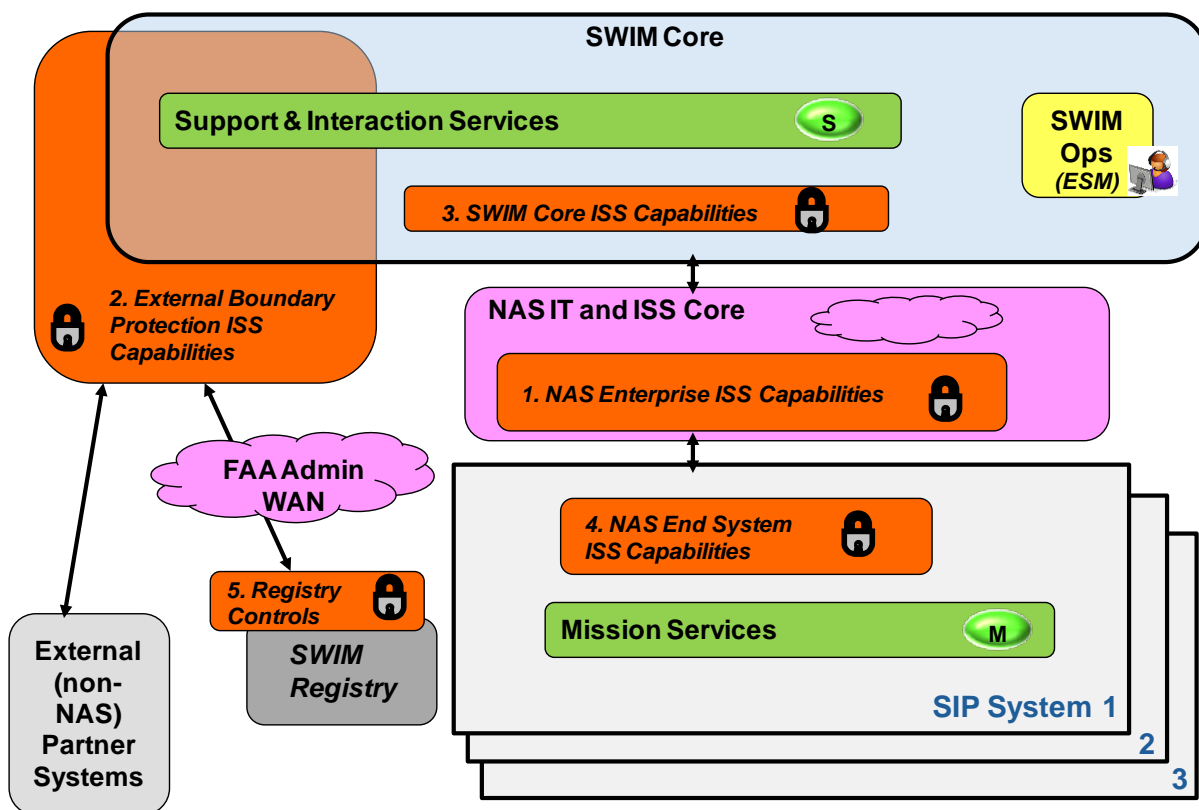 SWIM Core
Support & Interaction Services
S
SWIM
Ops
(ESM)
3. SWIM Core ISS Capabilities
2. External Boundary
Protection ISS
Capabilities
NAS IT and ISS Core
1. NAS Enterprise ISS Capabilities
FAA Admin
WAN
4. NAS End System
ISS Capabilities
5. Registry
Controls
Mission Services
M
External
(non-
NAS)
Partner
Systems
SWIM
Registry
SIP System 1
2
3